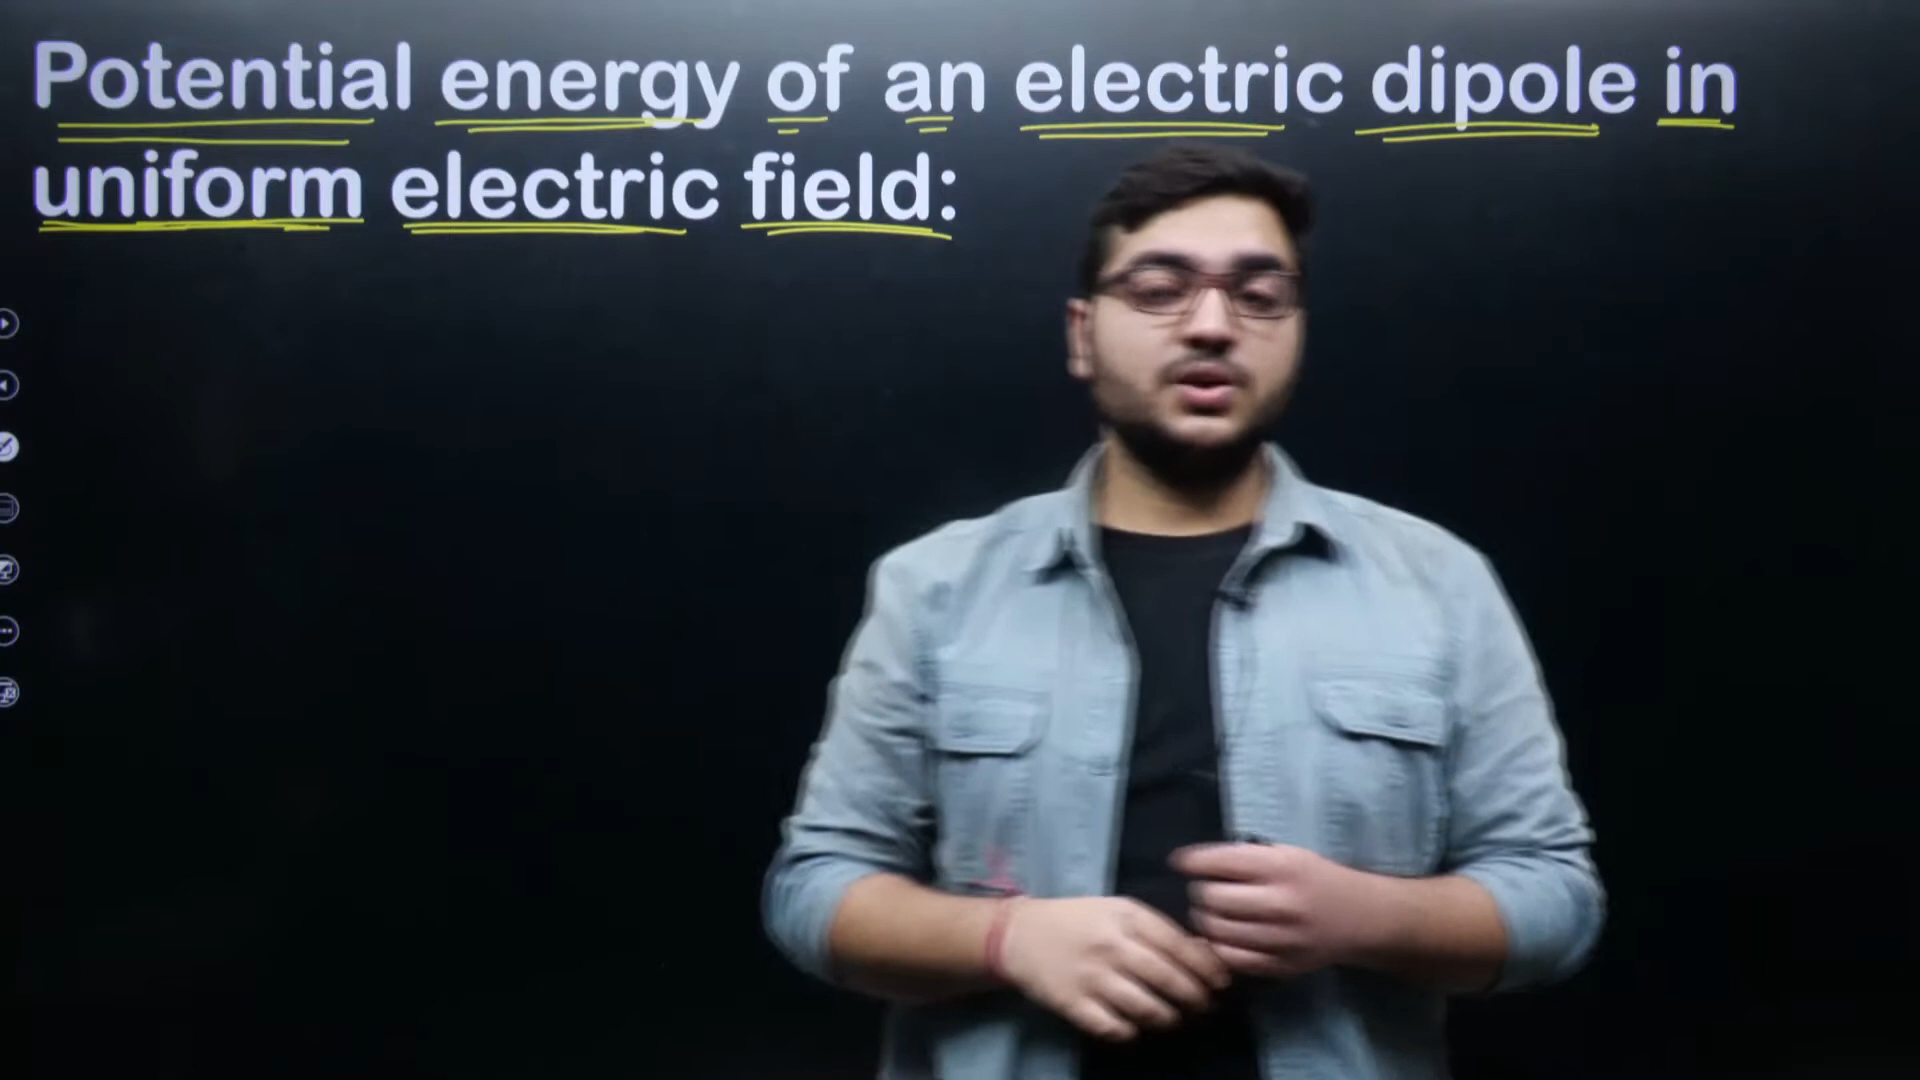 Potential energy of an electric dipole in
uniform electric field: